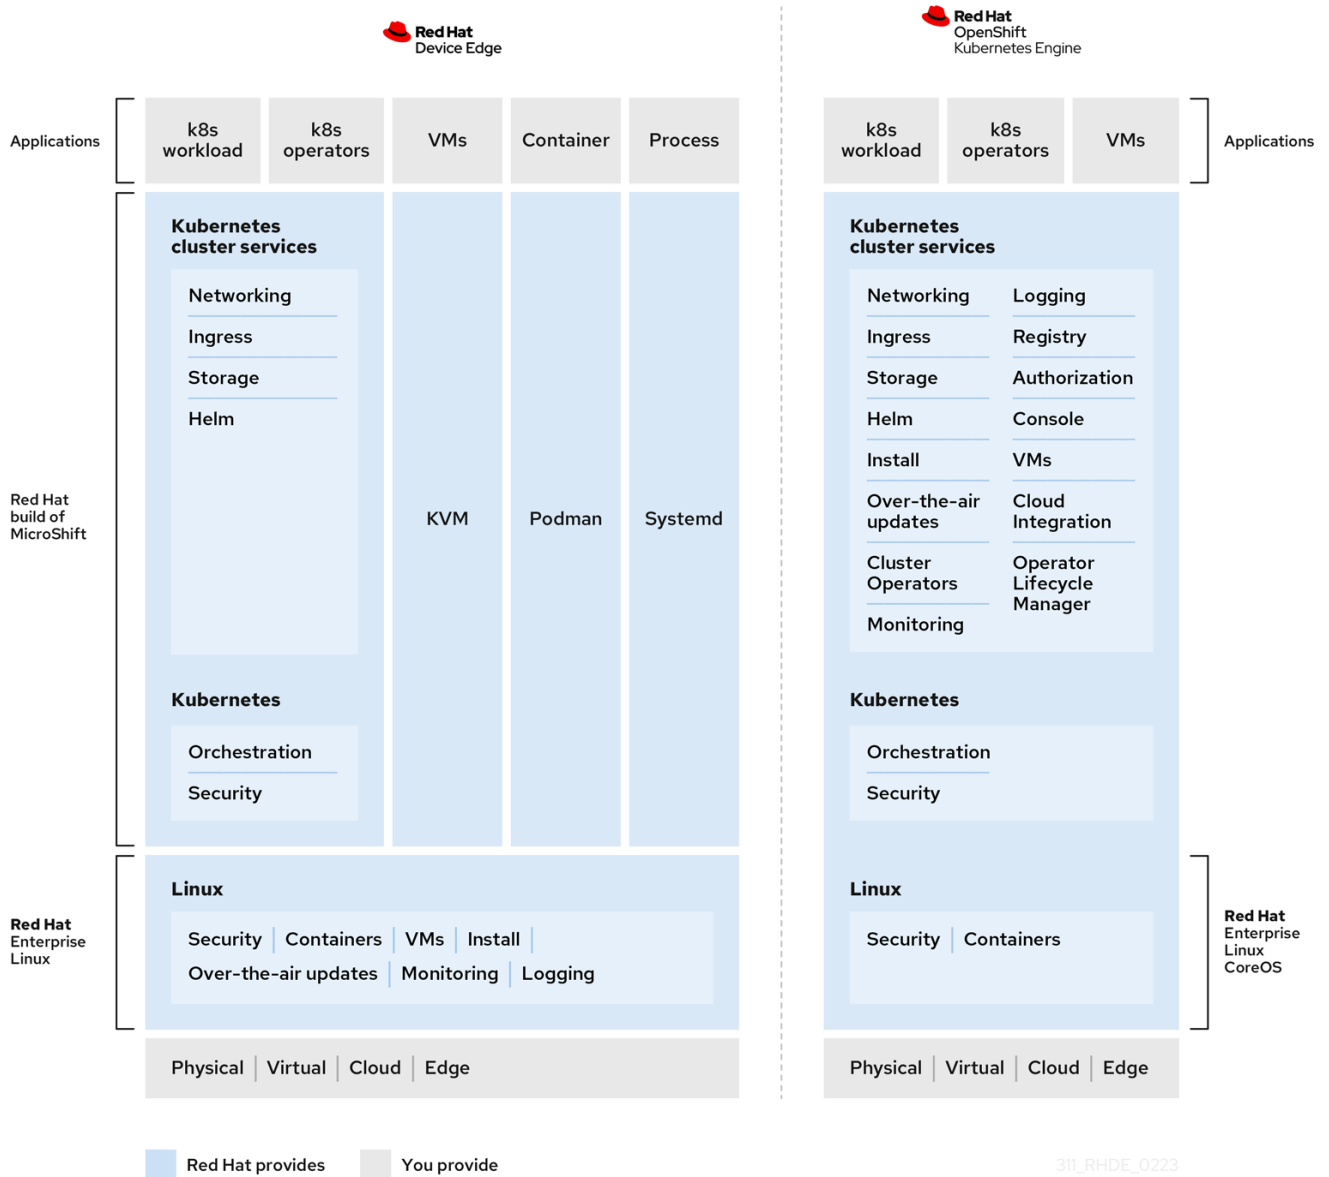 Red Hat
Device Edge
Red Hat
OpenShift
Kubernetes Engine
Applications
k8s
workload
k8s
operators
VMs
Container
Process
k8s
workload
k8s
operators
VMs
Applications
Red Hat
build of
MicroShift
Kubernetes
cluster services
Networking
Ingress
Storage
Helm
Kubernetes
Orchestration
Security
KVM
Podman
Systemd
Kubernetes
cluster services
Networking
Ingress
Storage
Helm
Install
Over-the-air
updates
Cluster
Operators
Monitoring
Logging
Registry
Authorization
Console
VMs
Cloud
Integration
Operator
Lifecycle
Manager
Kubernetes
Orchestration
Security
Red Hat
Enterprise
Linux
Linux
Security | Containers | VMs | Install |
Over-the-air updates | Monitoring | Logging
Linux
Security | Containers
Red Hat
Enterprise
Linux
CoreOS
Physical | Virtual | Cloud | Edge
Physical | Virtual | Cloud | Edge
Red Hat provides
You provide
311_RHDE_0223